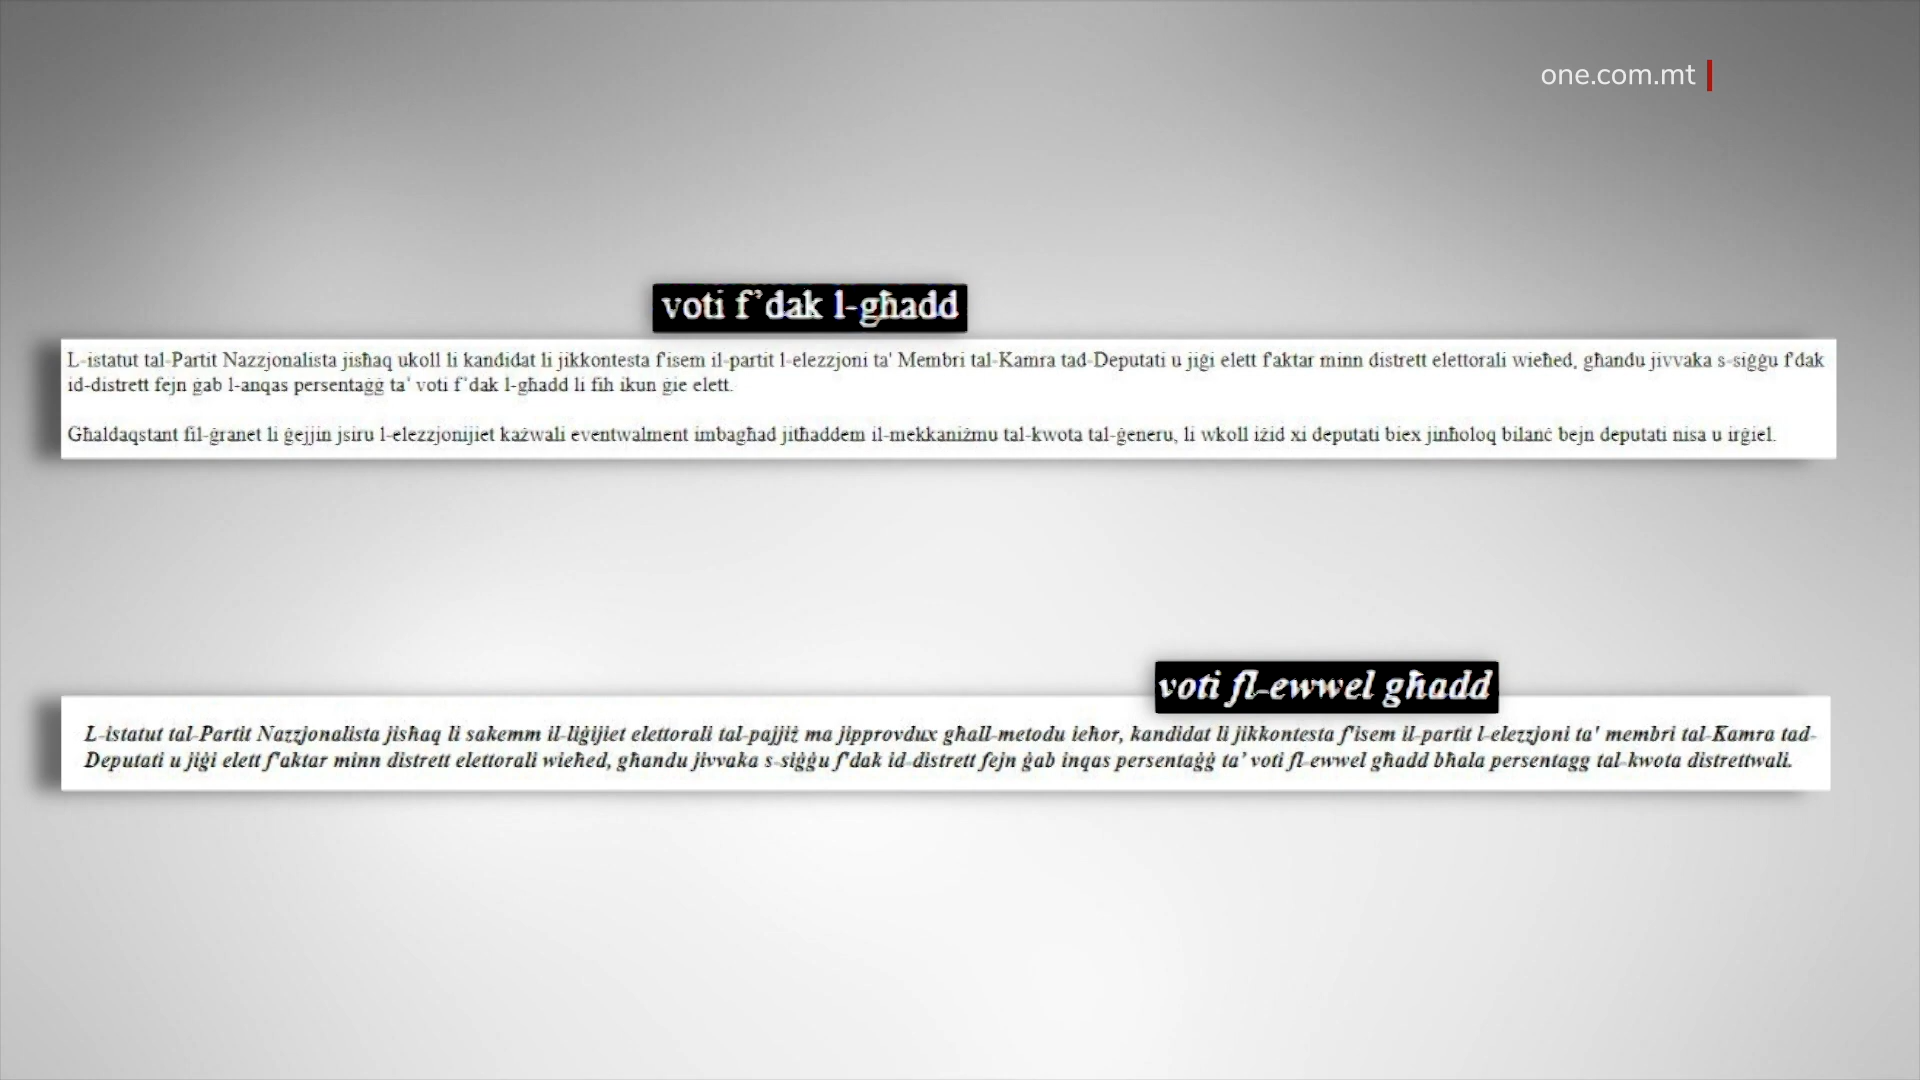 one.com.mt
voti f’dak l-għadd
L-istatut tal-Partit Nazzjonalista jisħaq ukoll li kandidat li jikkontesta f'isem il-partit l-elezzjoni ta' Membri tal-Kamra tad-Deputati u jiġi elett f'aktar minn distrett elettorali wieħed, għandu jivvaka s-siġġu f'dak
id-distrett fejn ġab l-anqas persentaġġ ta’ voti f’dak l-għadd li fih ikun ġie elett.
Għaldaqstant fil-ġranet li ġejjin jsiru l-elezzjonijiet każwali eventwalment imbagħad jitħaddem il-mekkaniżmu tal-kwota tal-ġeneru, li wkoll iżid xi deputati biex jinħoloq bilanċ bejn deputati nisa u irġiel.
voti fl-ewwel għadd
L-istatut tal-Partit Nazzjonalista jisħaq li sakemm il-liġijiet elettorali tal-pajjiż ma jipprovdux għall-metodu ieħor, kandidat li jikkontesta f'isem il-partit l-elezzjoni ta' membri tal-Kamra tad-
Deputati u jiġi elett f'aktar minn distrett elettorali wieħed, għandu jivvaka s-siġġu f'dak id-distrett fejn ġab inqas persentaġġ ta’ voti fl-ewwel għadd bħala persentagg tal-kwota distrettwali.